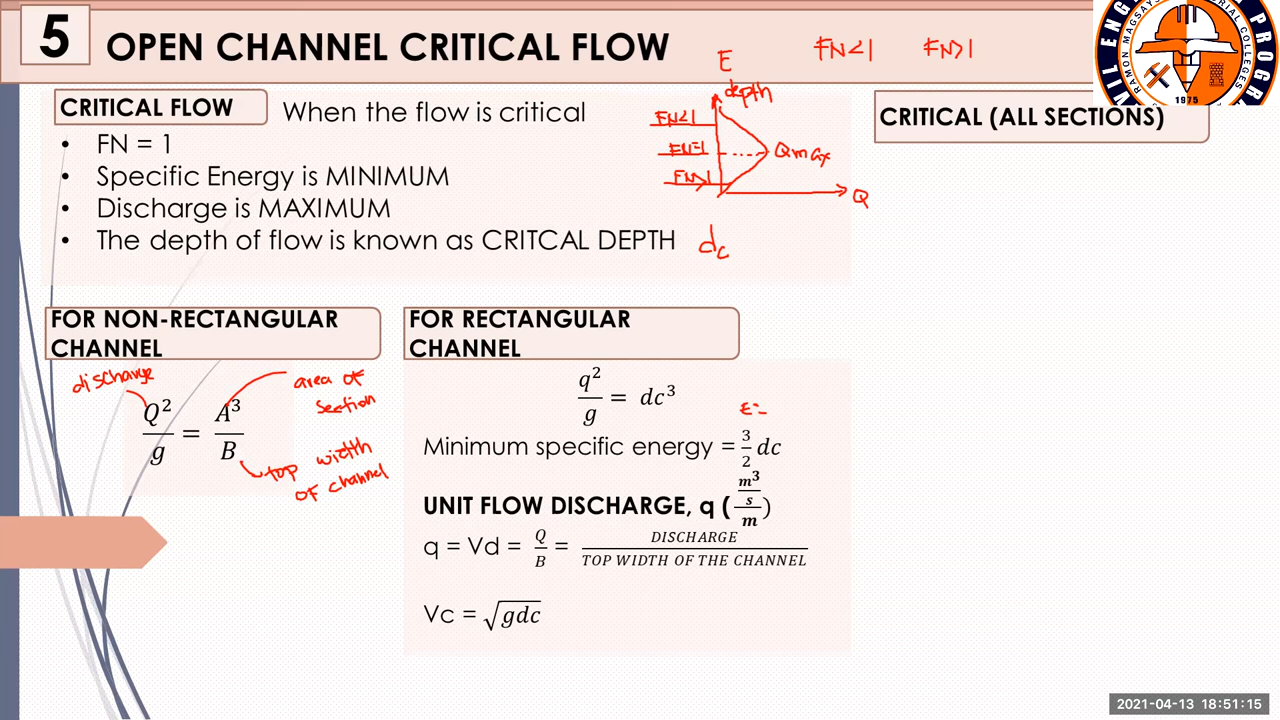 5
OPEN CHANNEL CRITICAL FLOW
FN<1
FN>1
CRITICAL FLOW
When the flow is critical
• FN = 1
• Specific Energy is MINIMUM
• Discharge is MAXIMUM
• The depth of flow is known as CRITCAL DEPTH
dc
E
depth
FN<1
FN=1
FN>1
Qmax
Q
CRITICAL (ALL SECTIONS)
1975
FOR NON-RECTANGULAR
CHANNEL
discharge
area of
section
Q²/g = A³/B
top width
of channel
FOR RECTANGULAR
CHANNEL
q²/g = dc³
E=
Minimum specific energy = 3/2 dc
UNIT FLOW DISCHARGE, q (m³/s/m)
q = Vd = Q/B = DISCHARGE/TOP WIDTH OF THE CHANNEL
Vc = √gdc
2021-04-13 18:51:15